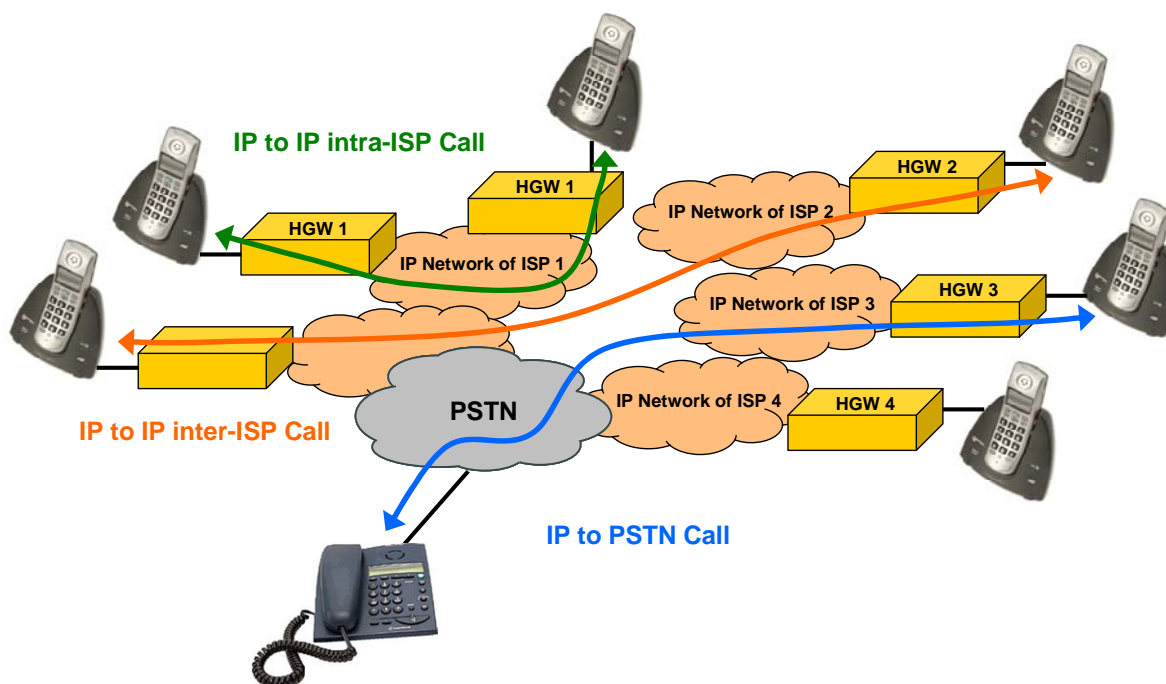 IP to IP intra-ISP Call
HGW 1
HGW 2
HGW 1
IP Network of ISP 2
IP Network of ISP 1
HGW 3
IP Network of ISP 3
IP Network of ISP 4
HGW 4
PSTN
IP to IP inter-ISP Call
IP to PSTN Call